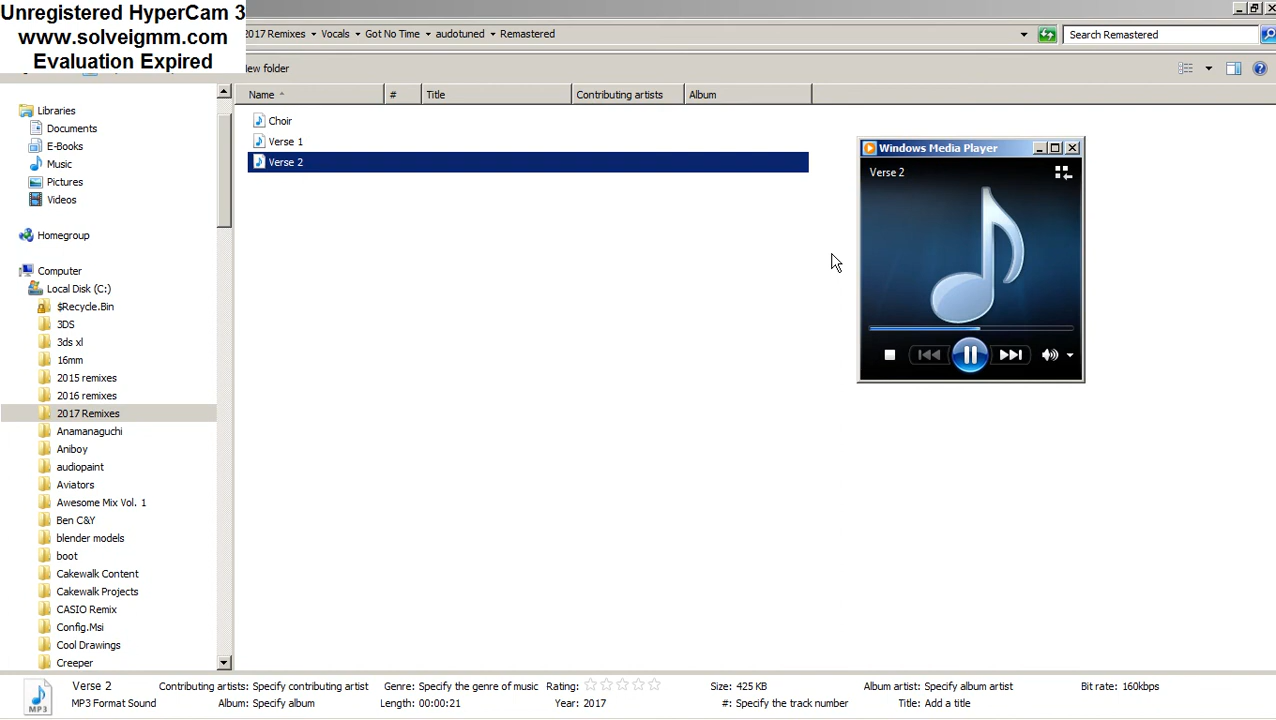 Unregistered HyperCam 3
www.solveigmm.com
Evaluation Expired
2017 Remixes Vocals Got No Time audotuned Remastered
Search Remastered
ew folder
Name # Title Contributing artists Album
Choir
Verse 1
Verse 2
Windows Media Player
Verse 2
Libraries
Documents
E-Books
Music
Pictures
Videos
Homegroup
Computer
Local Disk (C:)
$Recycle.Bin
3DS
3ds xl
16mm
2015 remixes
2016 remixes
2017 Remixes
Anamanaguchi
Aniboy
audiopaint
Aviators
Awesome Mix Vol. 1
Ben C&Y
blender models
boot
Cakewalk Content
Cakewalk Projects
CASIO Remix
Config.Msi
Cool Drawings
Creeper
Verse 2 Contributing artists: Specify contributing artist Genre: Specify the genre of music Rating: Size: 425 KB Album artist: Specify album artist Bit rate: 160kbps
MP3 Format Sound Album: Specify album Length: 00:00:21 Year: 2017 #: Specify the track number Title: Add a title
MP3